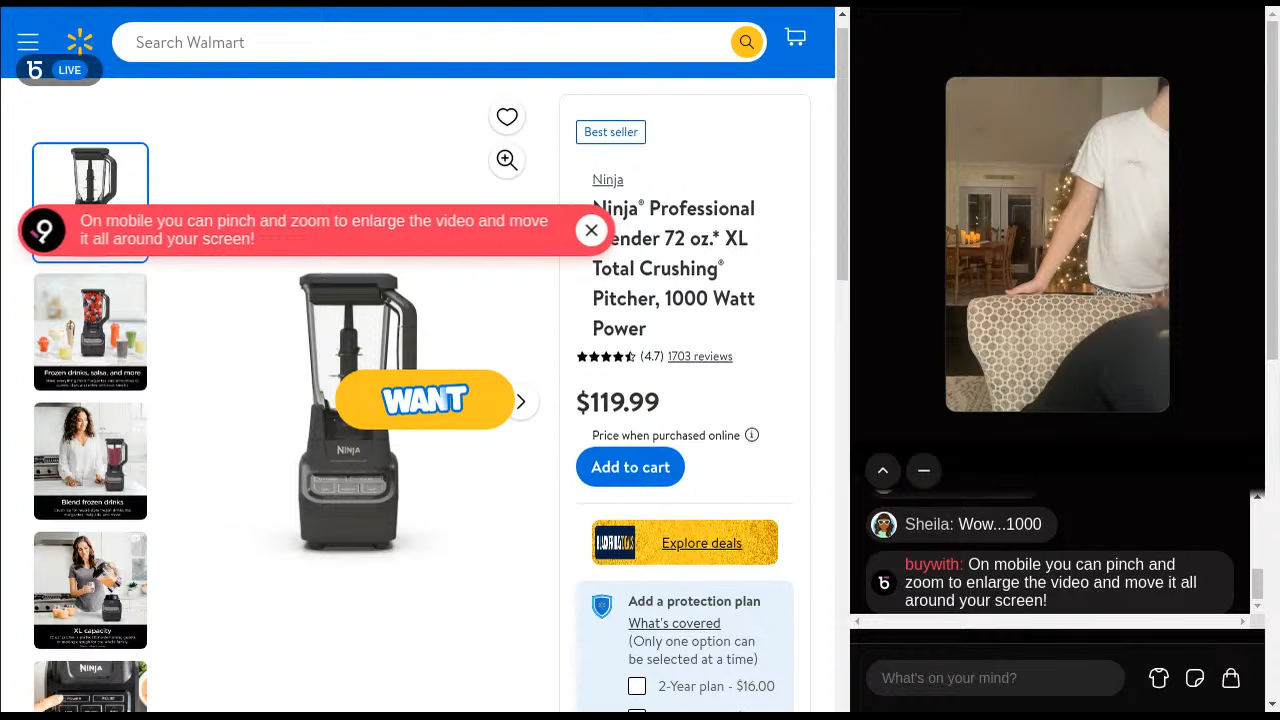 Search Walmart
LIVE
Best seller
Ninja
Ninja® Professional
ender 72 oz.* XL
Total Crushing®
Pitcher, 1000 Watt
Power
On mobile you can pinch and zoom to enlarge the video and move
it all around your screen!
(4.7) 1703 reviews
$119.99
Price when purchased online
Add to cart
Explore deals
Add a protection plan
What's covered
(Only one option can
be selected at a time)
2-Year plan - $16.00
WANT
NINJA
Frozen drinks, salsa, and more
Blend frozen drinks
XL capacity
NINJA
Sheila: Wow...1000
buywith: On mobile you can pinch and
zoom to enlarge the video and move it all
around your screen!
What's on your mind?